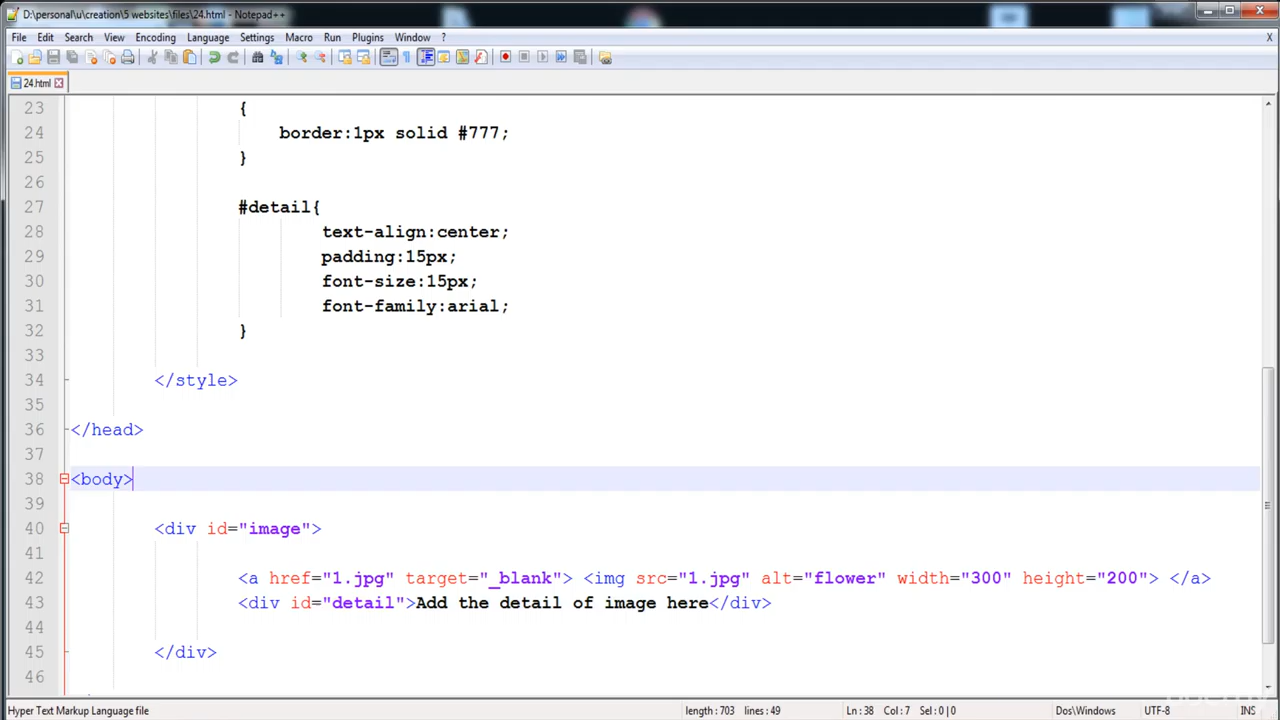 D:\personal\u\creation\5 websites\files\24.html - Notepad++
File Edit Search View Encoding Language Settings Macro Run Plugins Window ? X
24.html
23 {
24 border:1px solid #777;
25 }
26
27 #detail{
28 text-align:center;
29 padding:15px;
30 font-size:15px;
31 font-family:arial;
32 }
33
34 </style>
35
36 </head>
37
38 <body>
39
40 <div id="image">
41
42 <a href="1.jpg" target="_blank"> <img src="1.jpg" alt="flower" width="300" height="200"> </a>
43 <div id="detail">Add the detail of image here</div>
44
45 </div>
46
Hyper Text Markup Language file length : 703 lines : 49 Ln : 38 Col : 7 Sel : 0 | 0 Dos\Windows UTF-8 INS